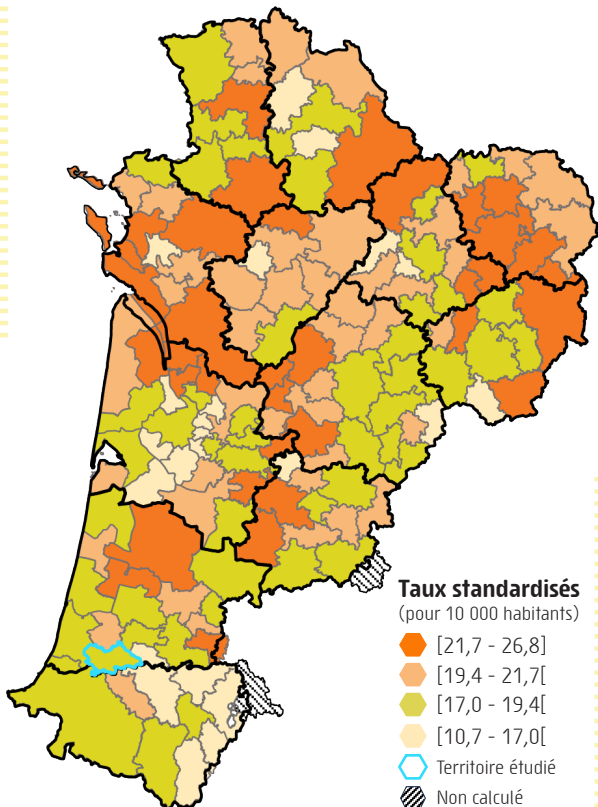 Taux standardisés
(pour 10 000 habitants)
[21,7 - 26,8]
[19,4 - 21,7[
[17,0 - 19,4[
[10,7 - 17,0[
Territoire étudié
Non calculé